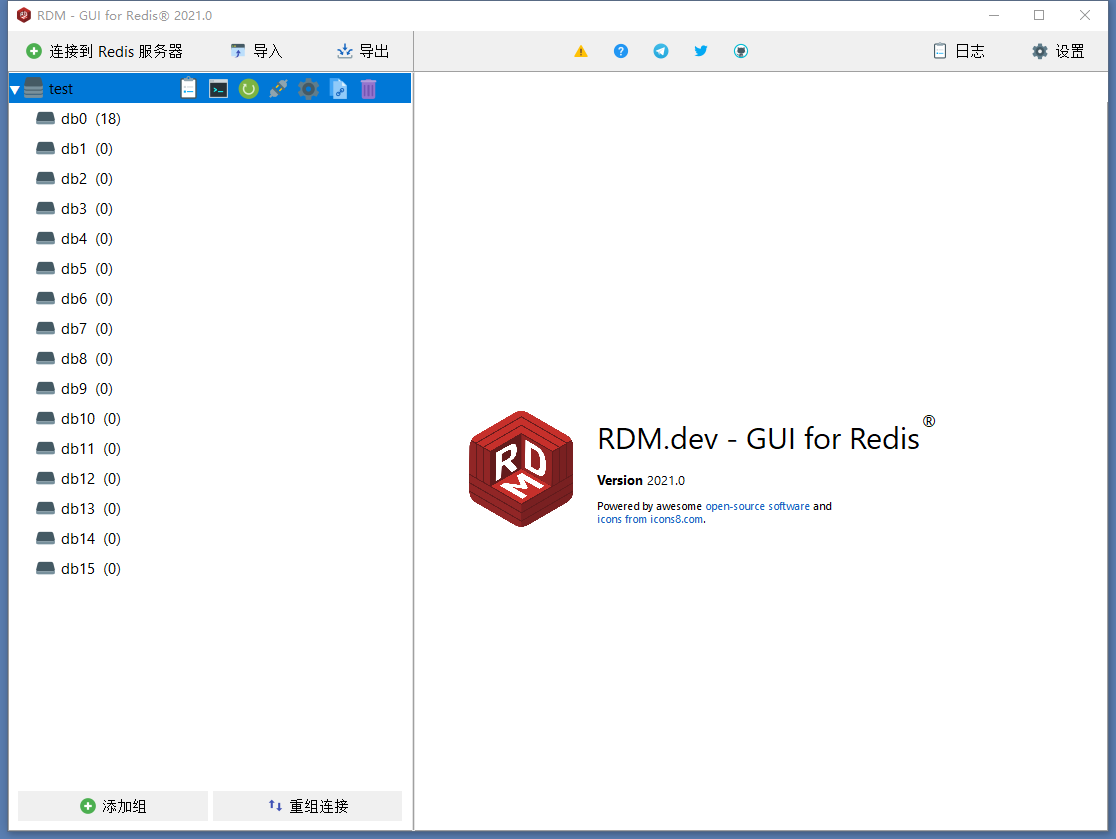 RDM - GUI for Redis® 2021.0
连接到 Redis 服务器 导入 导出 日志 设置
test
db0 (18)
db1 (0)
db2 (0)
db3 (0)
db4 (0)
db5 (0)
db6 (0)
db7 (0)
db8 (0)
db9 (0)
db10 (0)
db11 (0)
db12 (0)
db13 (0)
db14 (0)
db15 (0)
RDM
RDM.dev - GUI for Redis ®
Version 2021.0
Powered by awesome open-source software and
icons from icons8.com.
添加组 重组连接